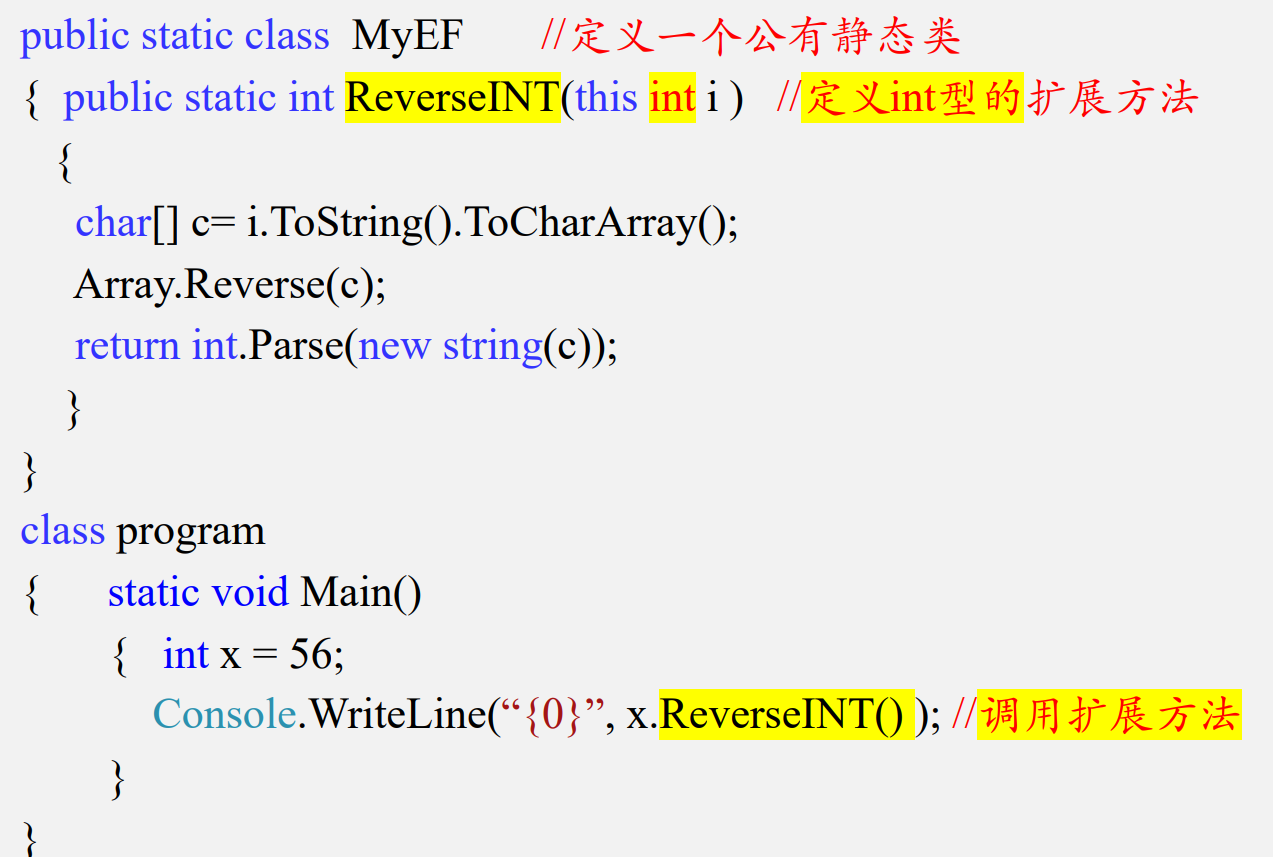 public static class MyEF //定义一个公有静态类
{ public static int ReverseINT(this int i ) //定义int型的扩展方法
{
char[] c= i.ToString().ToCharArray();
Array.Reverse(c);
return int.Parse(new string(c));
}
}
class program
{ static void Main()
{ int x = 56;
Console.WriteLine(“{0}”, x.ReverseINT() ); //调用扩展方法
}
}